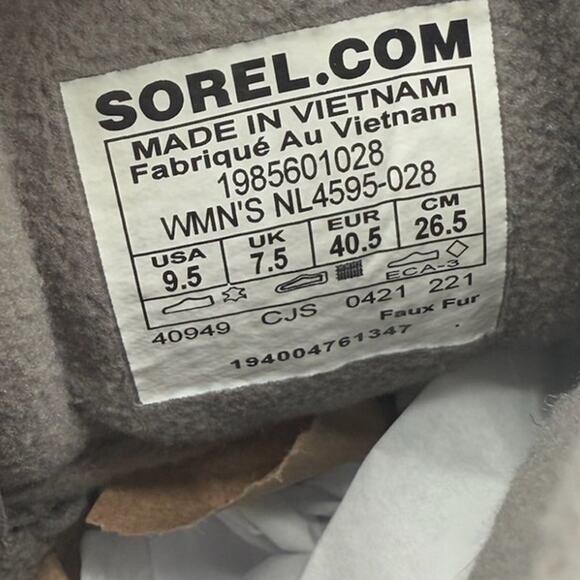 SOREL.COM
MADE IN VIETNAM
Fabriqué Au Vietnam
1985601028
WMN'S NL4595-028
USA UK EUR CM
9.5 7.5 40.5 26.5
ECA-3
40949 CJS 0421 221
Faux Fur
194004761347